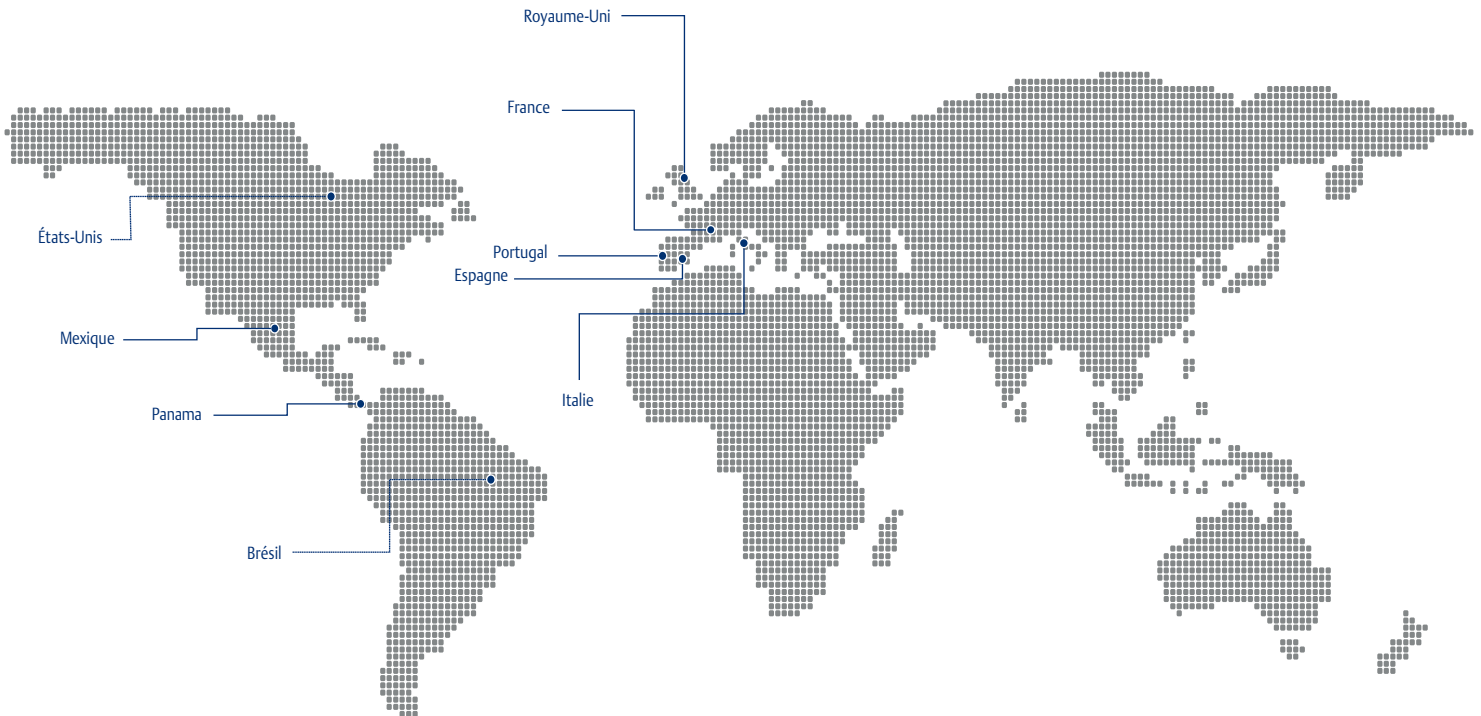 Royaume-Uni
France
États-Unis
Portugal
Espagne
Mexique
Italie
Panama
Brésil